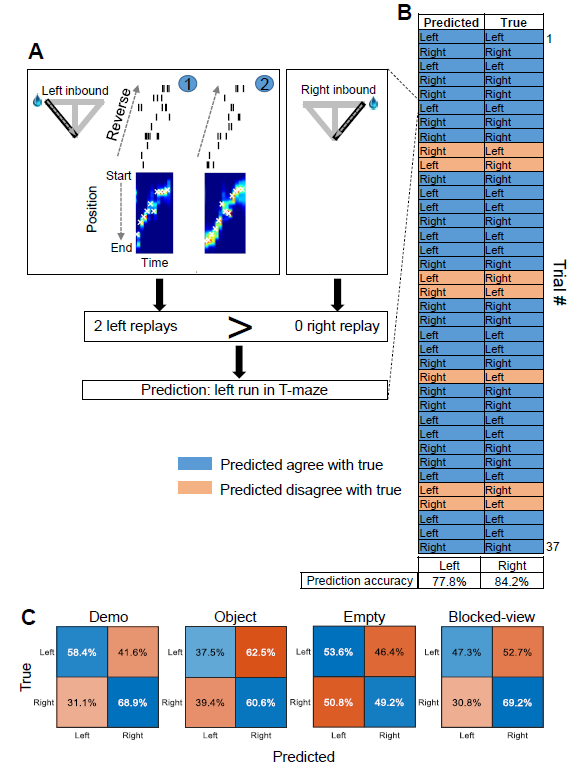 A
Left inbound
1
2
Reverse
Right inbound
Start
Position
End
Time
2 left replays > 0 right replay
Prediction: left run in T-maze
Predicted agree with true
Predicted disagree with true
B
Predicted True
Left Left 1
Right Right
Left Left
Right Right
Right Right
Left Left
Right Right
Right Right
Right Left
Left Right
Right Right
Left Left
Left Left
Right Right
Left Left
Left Left
Right Right
Left Right
Right Left
Right Right
Right Right
Left Left
Left Left
Right Right
Right Left
Right Right
Right Right
Left Left
Left Left
Right Right
Right Right
Left Left
Left Right
Right Left
Left Left
Left Left
Right Right 37
Trial #
Left Right
Prediction accuracy 77.8% 84.2%
C
Demo Object Empty Blocked-view
True
Left 58.4% 41.6% Left 37.5% 62.5% Left 53.6% 46.4% Left 47.3% 52.7%
Right 31.1% 68.9% Right 39.4% 60.6% Right 50.8% 49.2% Right 30.8% 69.2%
Left Right Left Right Left Right Left Right
Predicted